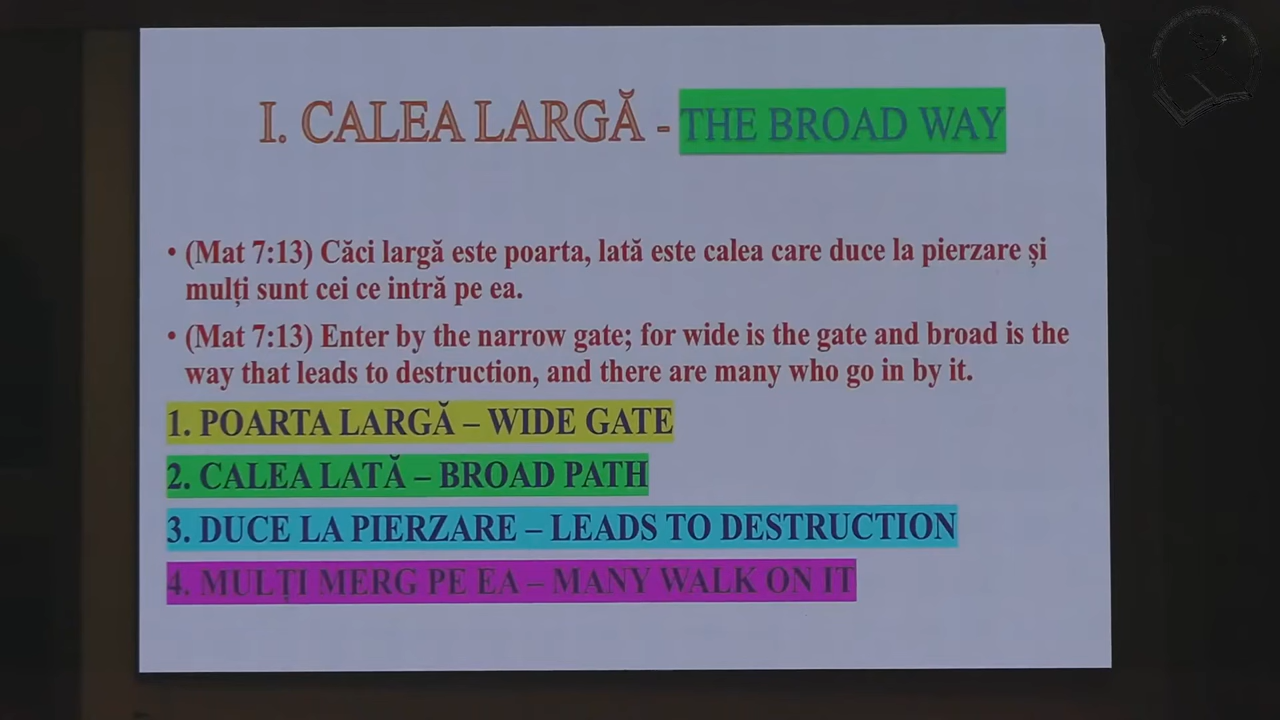 I. CALEA LARGĂ - THE BROAD WAY
• (Mat 7:13) Căci largă este poarta, lată este calea care duce la pierzare și
mulți sunt cei ce intră pe ea.
• (Mat 7:13) Enter by the narrow gate; for wide is the gate and broad is the
way that leads to destruction, and there are many who go in by it.
1. POARTA LARGĂ – WIDE GATE
2. CALEA LATĂ – BROAD PATH
3. DUCE LA PIERZARE – LEADS TO DESTRUCTION
4. MULȚI MERG PE EA – MANY WALK ON IT